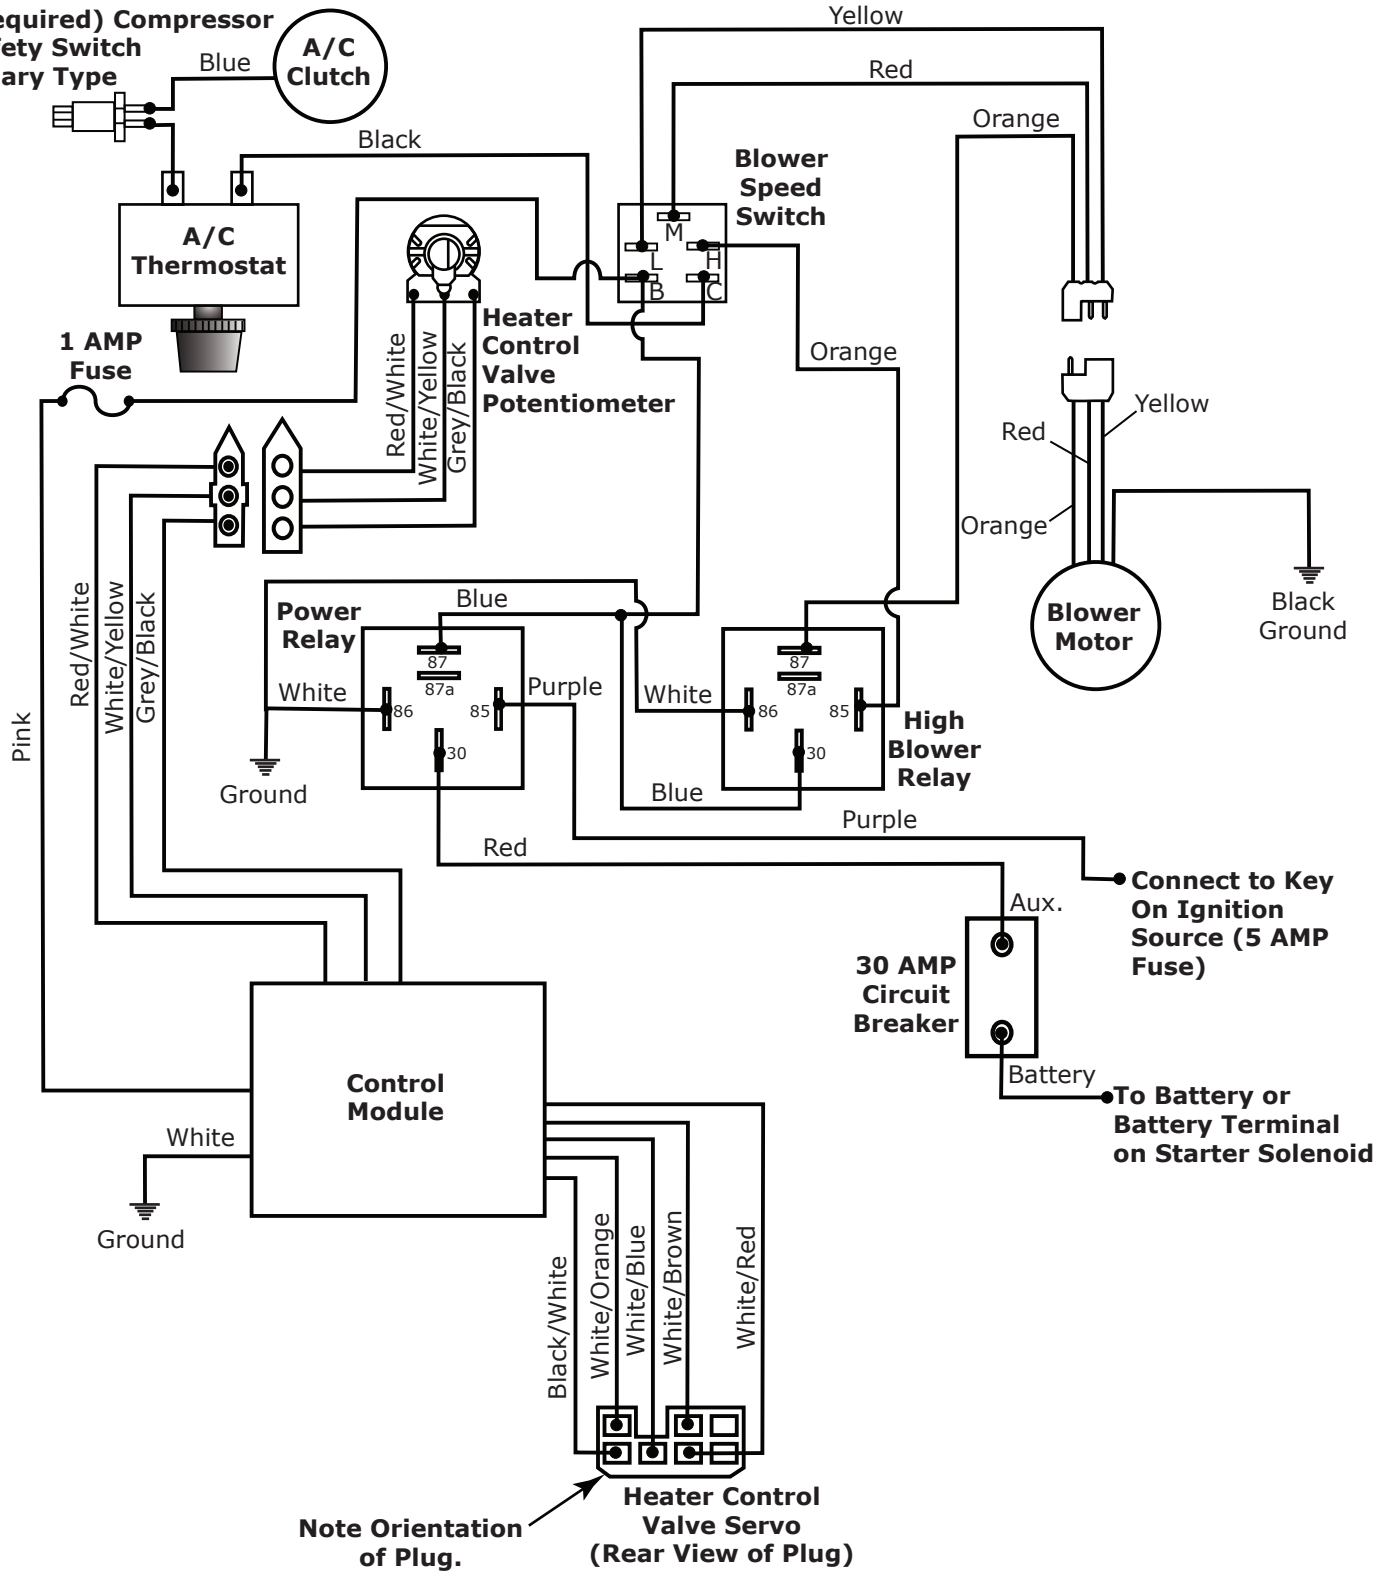 Compressor
Switch
Type
Blue
A/C
Clutch
Yellow
Red
Orange
Black
Blower
Speed
Switch
A/C
Thermostat
M
L
H
B
C
1 AMP
Fuse
Heater
Control
Valve
Potentiometer
Red/White
White/Yellow
Grey/Black
Orange
Yellow
Red
Orange
Black
Ground
Blower
Motor
Red/White
White/Yellow
Grey/Black
Pink
Power
Relay
Blue
87
87a
86
85
30
White
Purple
Ground
White
87
87a
86
85
30
High
Blower
Relay
Blue
Purple
Red
Connect to Key
On Ignition
Source (5 AMP
Fuse)
Aux.
30 AMP
Circuit
Breaker
Battery
To Battery or
Battery Terminal
on Starter Solenoid
Control
Module
White
Ground
Black/White
White/Orange
White/Blue
White/Brown
White/Red
Note Orientation
of Plug.
Heater Control
Valve Servo
(Rear View of Plug)